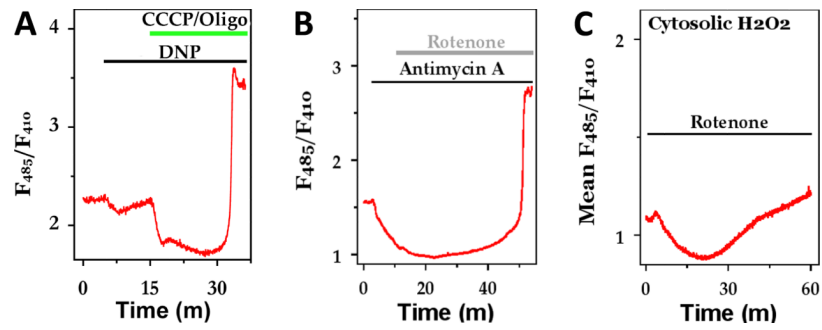 A
CCCP/Oligo
DNP
4
3
2
F485/F410
0
15
30
Time (m)
B
Rotenone
Antimycin A
3
2
1
F485/F410
0
20
40
Time (m)
C
Cytosolic H2O2
Rotenone
2
1
Mean F485/F410
0
30
60
Time (m)